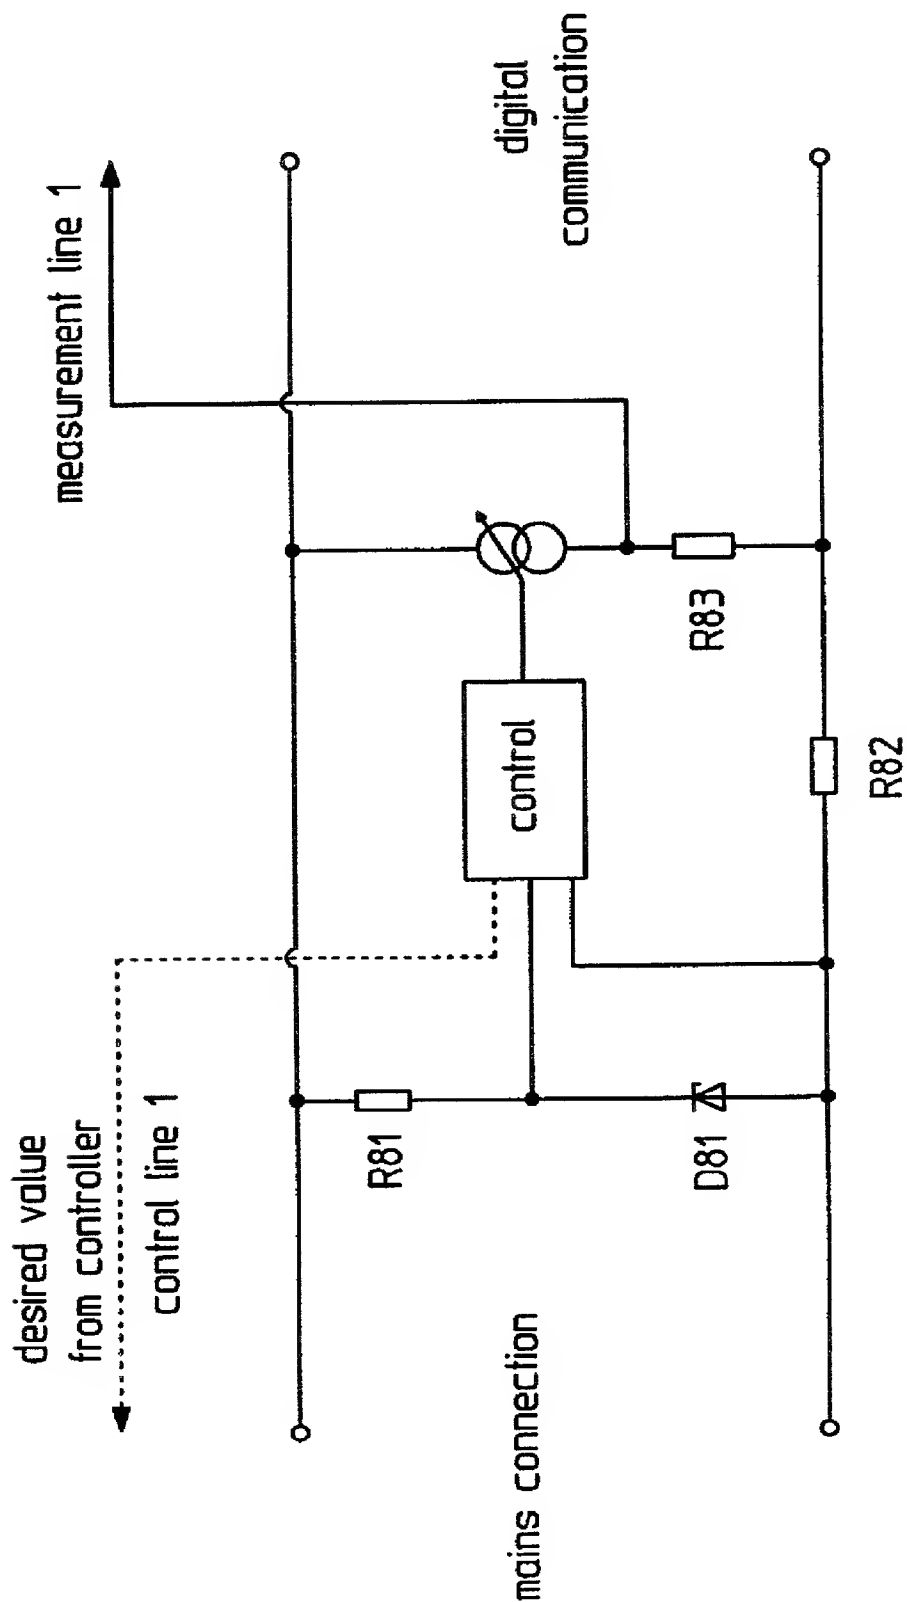 desired value
from controller
control line 1
measurement line 1
mains connection
digital
communication
control
R81
D81
R83
R82